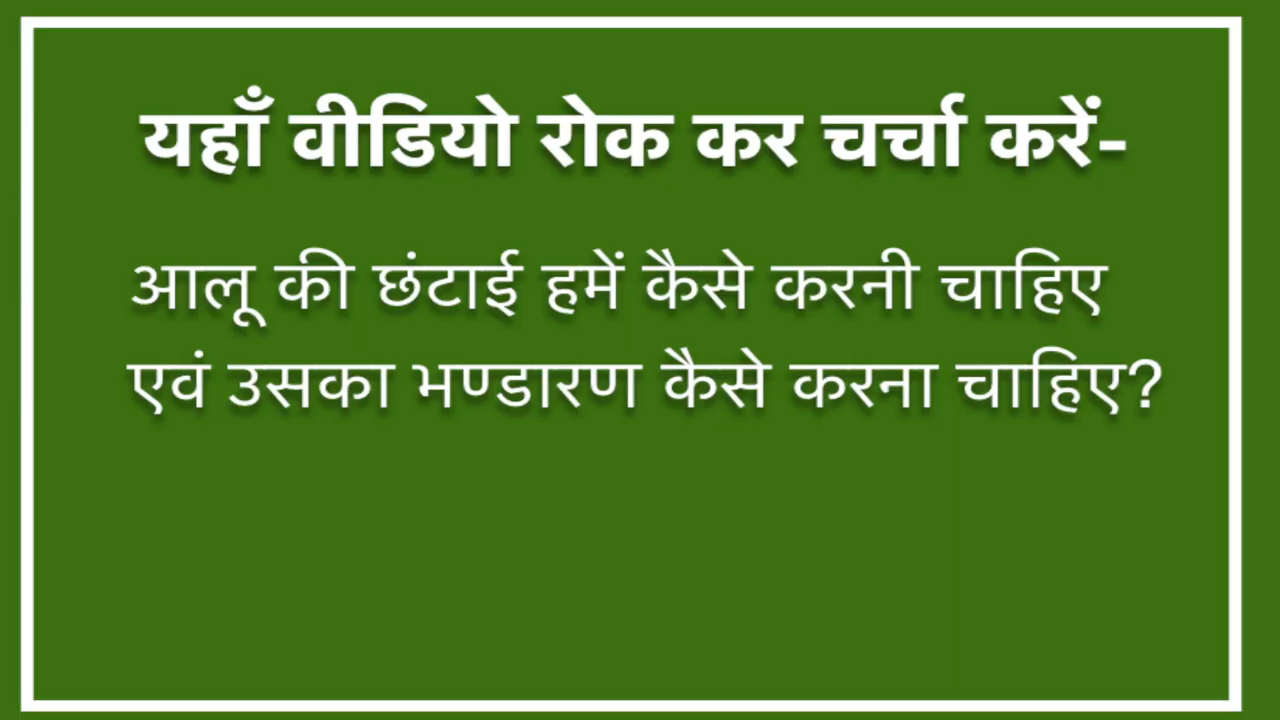 यहाँ वीडियो रोक कर चर्चा करें-
आलू की छंटाई हमें कैसे करनी चाहिए
एवं उसका भण्डारण कैसे करना चाहिए?